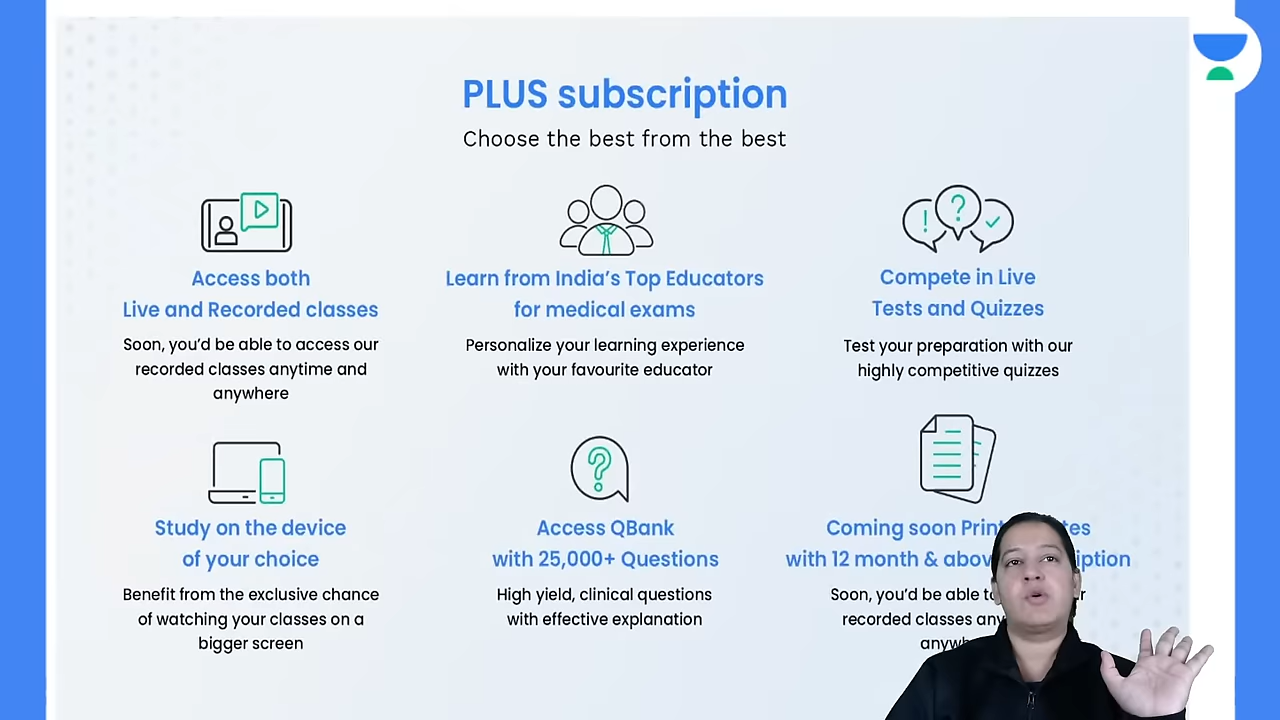 PLUS subscription
Choose the best from the best
Access both
Live and Recorded classes
Soon, you'd be able to access our
recorded classes anytime and
anywhere
Learn from India's Top Educators
for medical exams
Personalize your learning experience
with your favourite educator
Compete in Live
Tests and Quizzes
Test your preparation with our
highly competitive quizzes
Study on the device
of your choice
Benefit from the exclusive chance
of watching your classes on a
bigger screen
Access QBank
with 25,000+ Questions
High yield, clinical questions
with effective explanation
Coming soon
with 12 month &
Soon, you'd be able
recorded classes